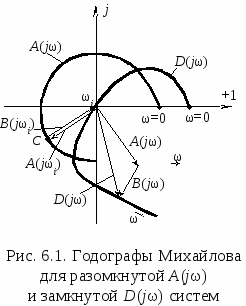 j
A(jω)
D(jω)
ω=0
ω=0
+1
ωi
B(jωi)
C
A(jωi)
A(jω)
ω
B(jω)
D(jω)
ω
Рис. 6.1. Годографы Михайлова
для разомкнутой A(jω)
и замкнутой D(jω) систем